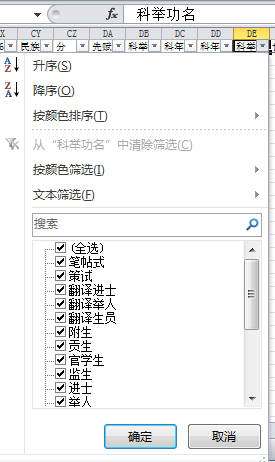 fx 科举功名
X CY DA DB CZ DC DD DE
民族 分 先赋 科举 科年 科年 科举
升序(S)
降序(O)
按颜色排序(T)
从“科举功名”中清除筛选(C)
按颜色筛选(I)
文本筛选(F)
搜索
(全选)
笔帖式
策试
翻译进士
翻译举人
翻译生员
附生
贡生
官学生
监生
进士
举人
确定 取消